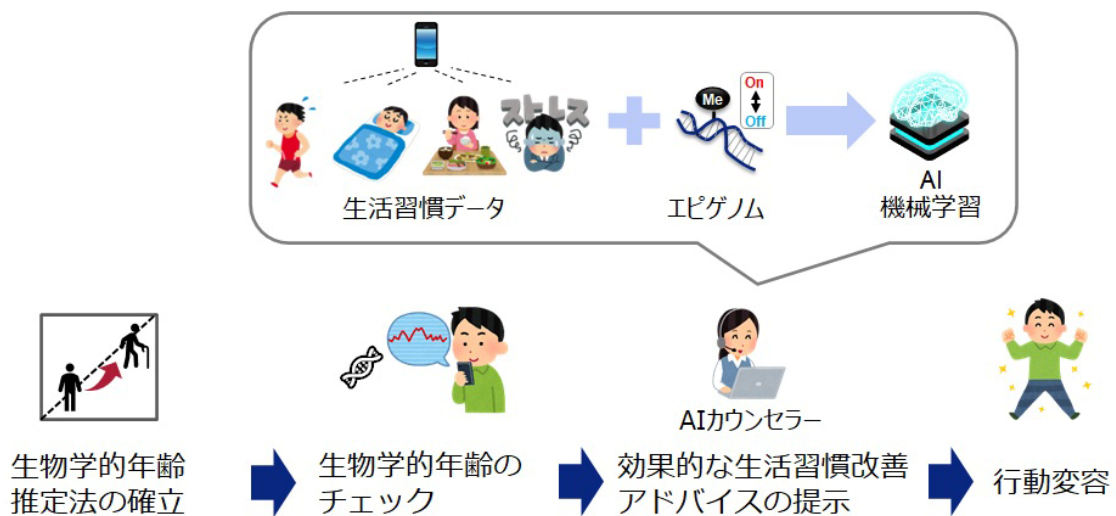 ストレス
Me
On
Off
生活習慣データ
エピゲノム
AI
機械学習
AIカウンセラー
生物学的年齢
推定法の確立
生物学的年齢の
チェック
効果的な生活習慣改善
アドバイスの提示
行動変容